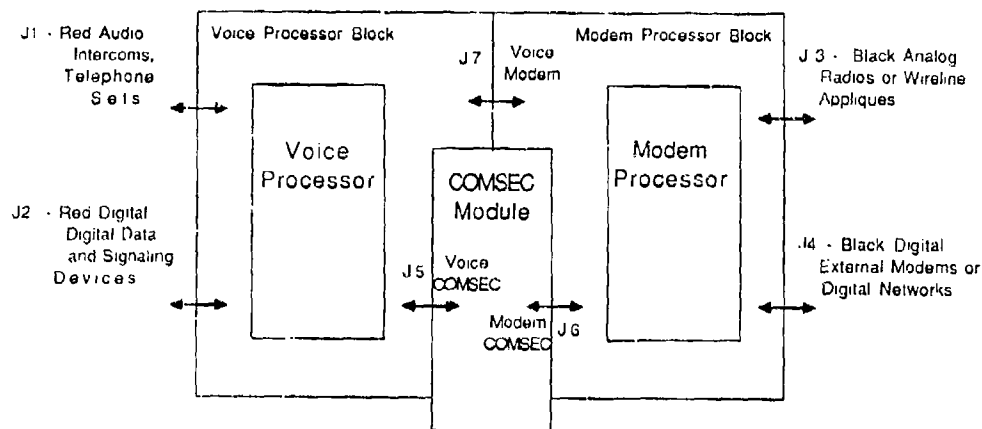 J1 - Red Audio
Intercoms,
Telephone
Sets
Voice Processor Block
J7
Voice
Modem
Modem Processor Block
J3 - Black Analog
Radios or Wireline
Appliques
Voice
Processor
COMSEC
Module
Modem
Processor
J2 - Red Digital
Digital Data
and Signaling
Devices
J5
Voice
COMSEC
Modem
COMSEC
J6
J4 - Black Digital
External Modems or
Digital Networks